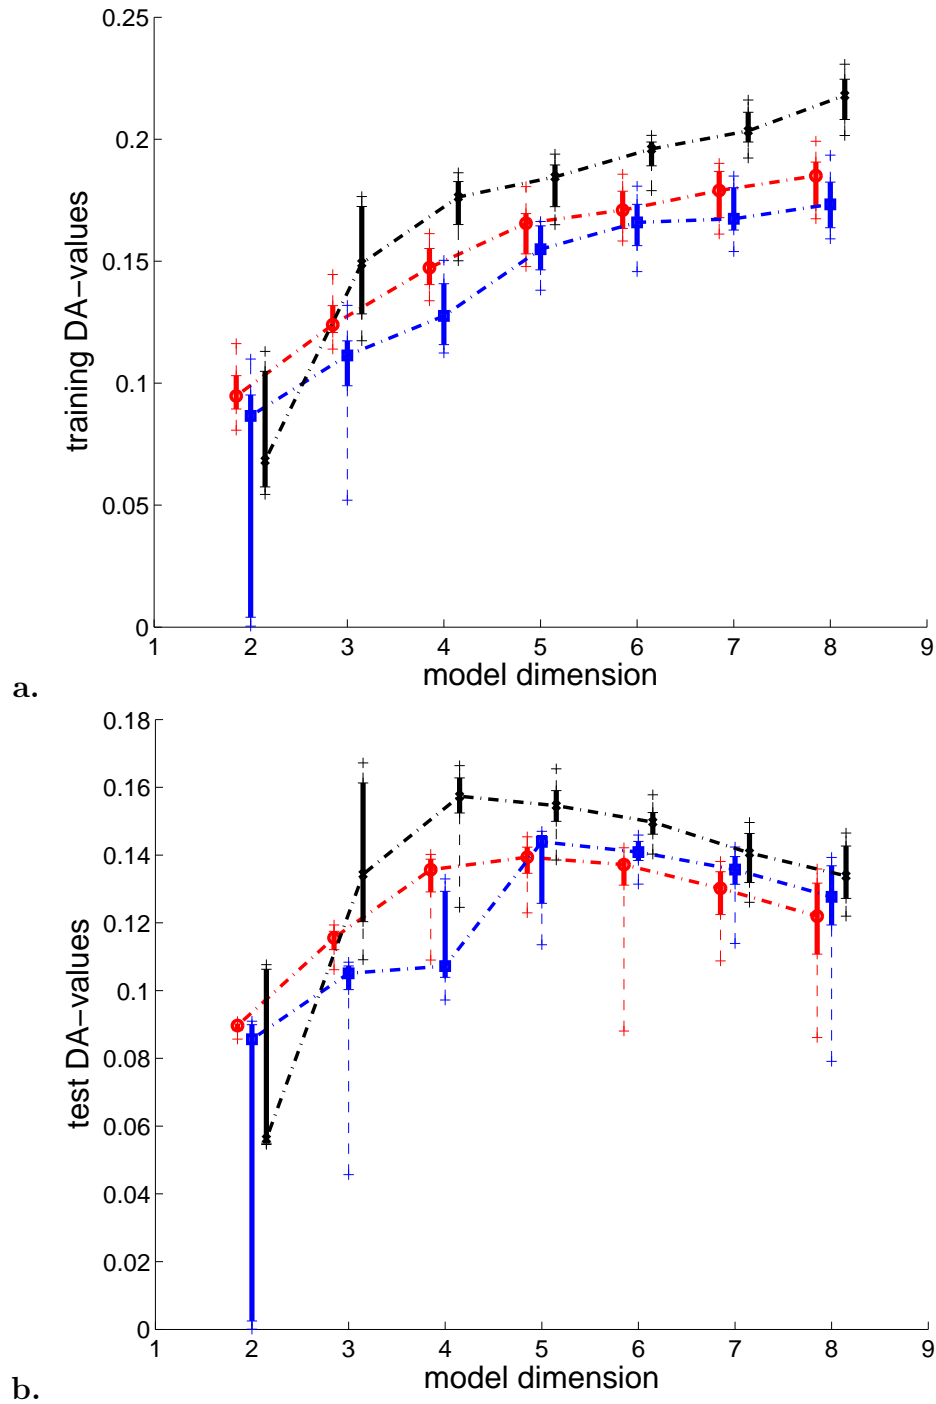 0.25
0.2
0.15
0.1
0.05
0
training DA-values
1 2 3 4 5 6 7 8 9
model dimension
a.
0.18
0.16
0.14
0.12
0.1
0.08
0.06
0.04
0.02
0
test DA-values
1 2 3 4 5 6 7 8 9
model dimension
b.